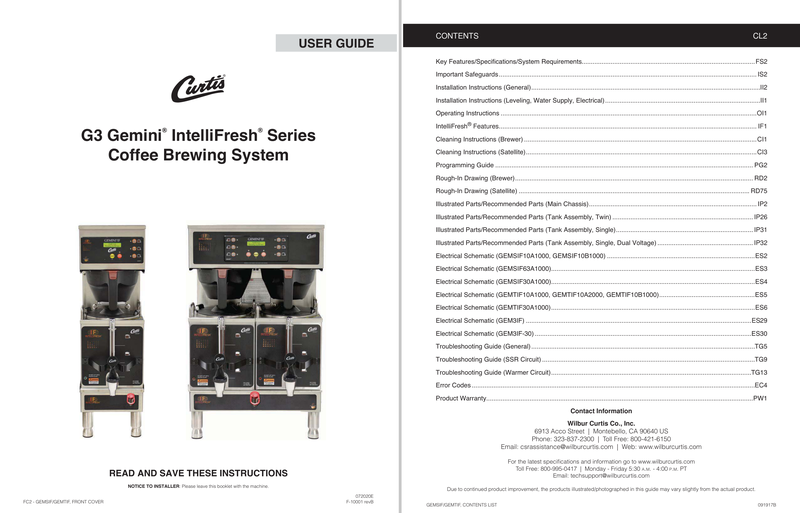 USER GUIDE
Curtis®
G3 Gemini® IntelliFresh® Series
Coffee Brewing System
READ AND SAVE THESE INSTRUCTIONS
NOTICE TO INSTALLER: Please leave this booklet with the machine.
072020E
F-10001 revB
FC2 - GEMSIF/GEMTIF, FRONT COVER
CONTENTS CL2
Key Features/Specifications/System Requirements FS2
Important Safeguards IS2
Installation Instructions (General) II2
Installation Instructions (Leveling, Water Supply, Electrical) II1
Operating Instructions OI1
IntelliFresh® Features IF1
Cleaning Instructions (Brewer) CI1
Cleaning Instructions (Satellite) CI3
Programming Guide PG2
Rough-In Drawing (Brewer) RD2
Rough-In Drawing (Satellite) RD75
Illustrated Parts/Recommended Parts (Main Chassis) IP2
Illustrated Parts/Recommended Parts (Tank Assembly, Twin) IP26
Illustrated Parts/Recommended Parts (Tank Assembly, Single) IP31
Illustrated Parts/Recommended Parts (Tank Assembly, Single, Dual Voltage) IP32
Electrical Schematic (GEMSIF10A1000, GEMSIF10B1000) ES2
Electrical Schematic (GEMSIF63A1000) ES3
Electrical Schematic (GEMSIF30A1000) ES4
Electrical Schematic (GEMTIF10A1000, GEMTIF10A2000, GEMTIF10B1000) ES5
Electrical Schematic (GEMTIF30A1000) ES6
Electrical Schematic (GEM3IF) ES29
Electrical Schematic (GEM3IF-30) ES30
Troubleshooting Guide (General) TG5
Troubleshooting Guide (SSR Circuit) TG9
Troubleshooting Guide (Warmer Circuit) TG13
Error Codes EC4
Product Warranty PW1
Contact Information
Wilbur Curtis Co., Inc.
6913 Acco Street | Montebello, CA 90640 US
Phone: 323-837-2300 | Toll Free: 800-421-6150
Email: csrassistance@wilburcurtis.com | Web: www.wilburcurtis.com
For the latest specifications and information go to www.wilburcurtis.com
Toll Free: 800-995-0417 | Monday - Friday 5:30 A.M. - 4:00 P.M. PT
Email: techsupport@wilburcurtis.com
Due to continued product improvement, the products illustrated/photographed in this guide may vary slightly from the actual product.
GEMSIF/GEMTIF. CONTENTS LIST
091917B